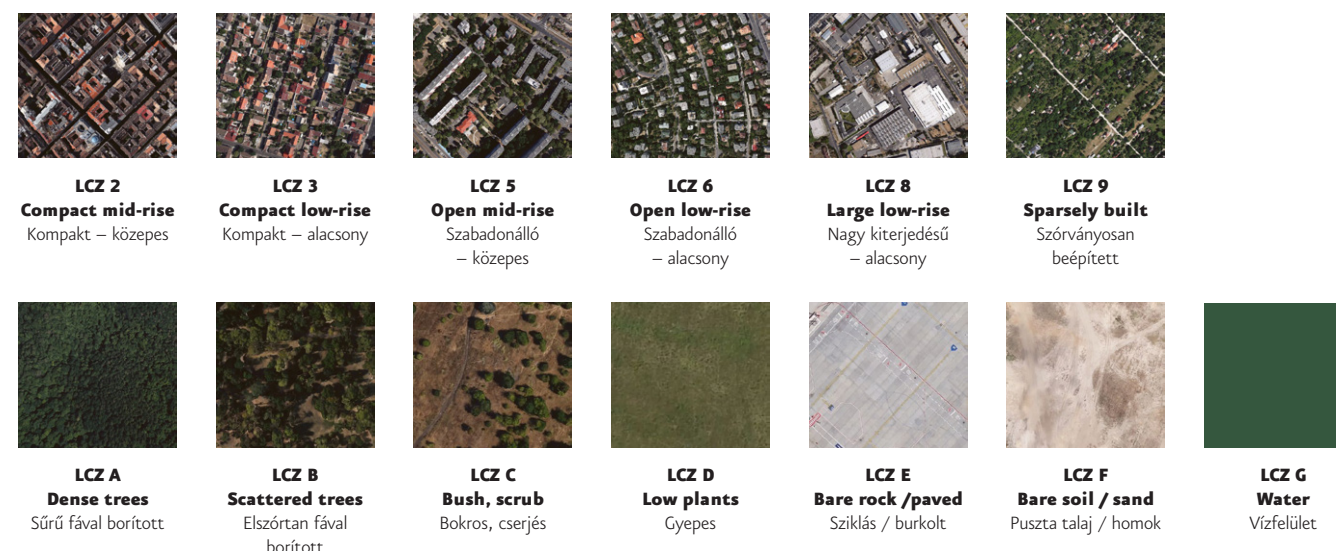 LCZ 2
Compact mid-rise
Kompakt – közepes
LCZ 3
Compact low-rise
Kompakt – alacsony
LCZ 5
Open mid-rise
Szabadonálló
– közepes
LCZ 6
Open low-rise
Szabadonálló
– alacsony
LCZ 8
Large low-rise
Nagy kiterjedésű
– alacsony
LCZ 9
Sparsely built
Szórványosan
beépített
LCZ A
Dense trees
Sűrű fával borított
LCZ B
Scattered trees
Elszórtan fával
borított
LCZ C
Bush, scrub
Bokros, cserjés
LCZ D
Low plants
Gyepes
LCZ E
Bare rock /paved
Sziklás / burkolt
LCZ F
Bare soil / sand
Puszta talaj / homok
LCZ G
Water
Vízfelület